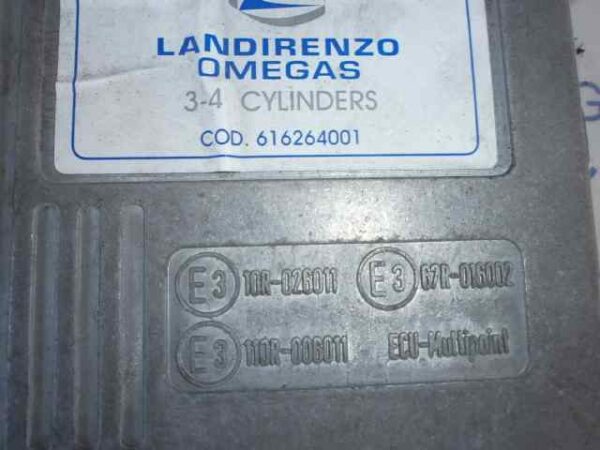 LANDIRENZO
OMEGAS
3-4 CYLINDERS
COD. 616264001
E3 10R-026011 E3 67R-016002
E3 110R-006011 ECU-Multipoint
G